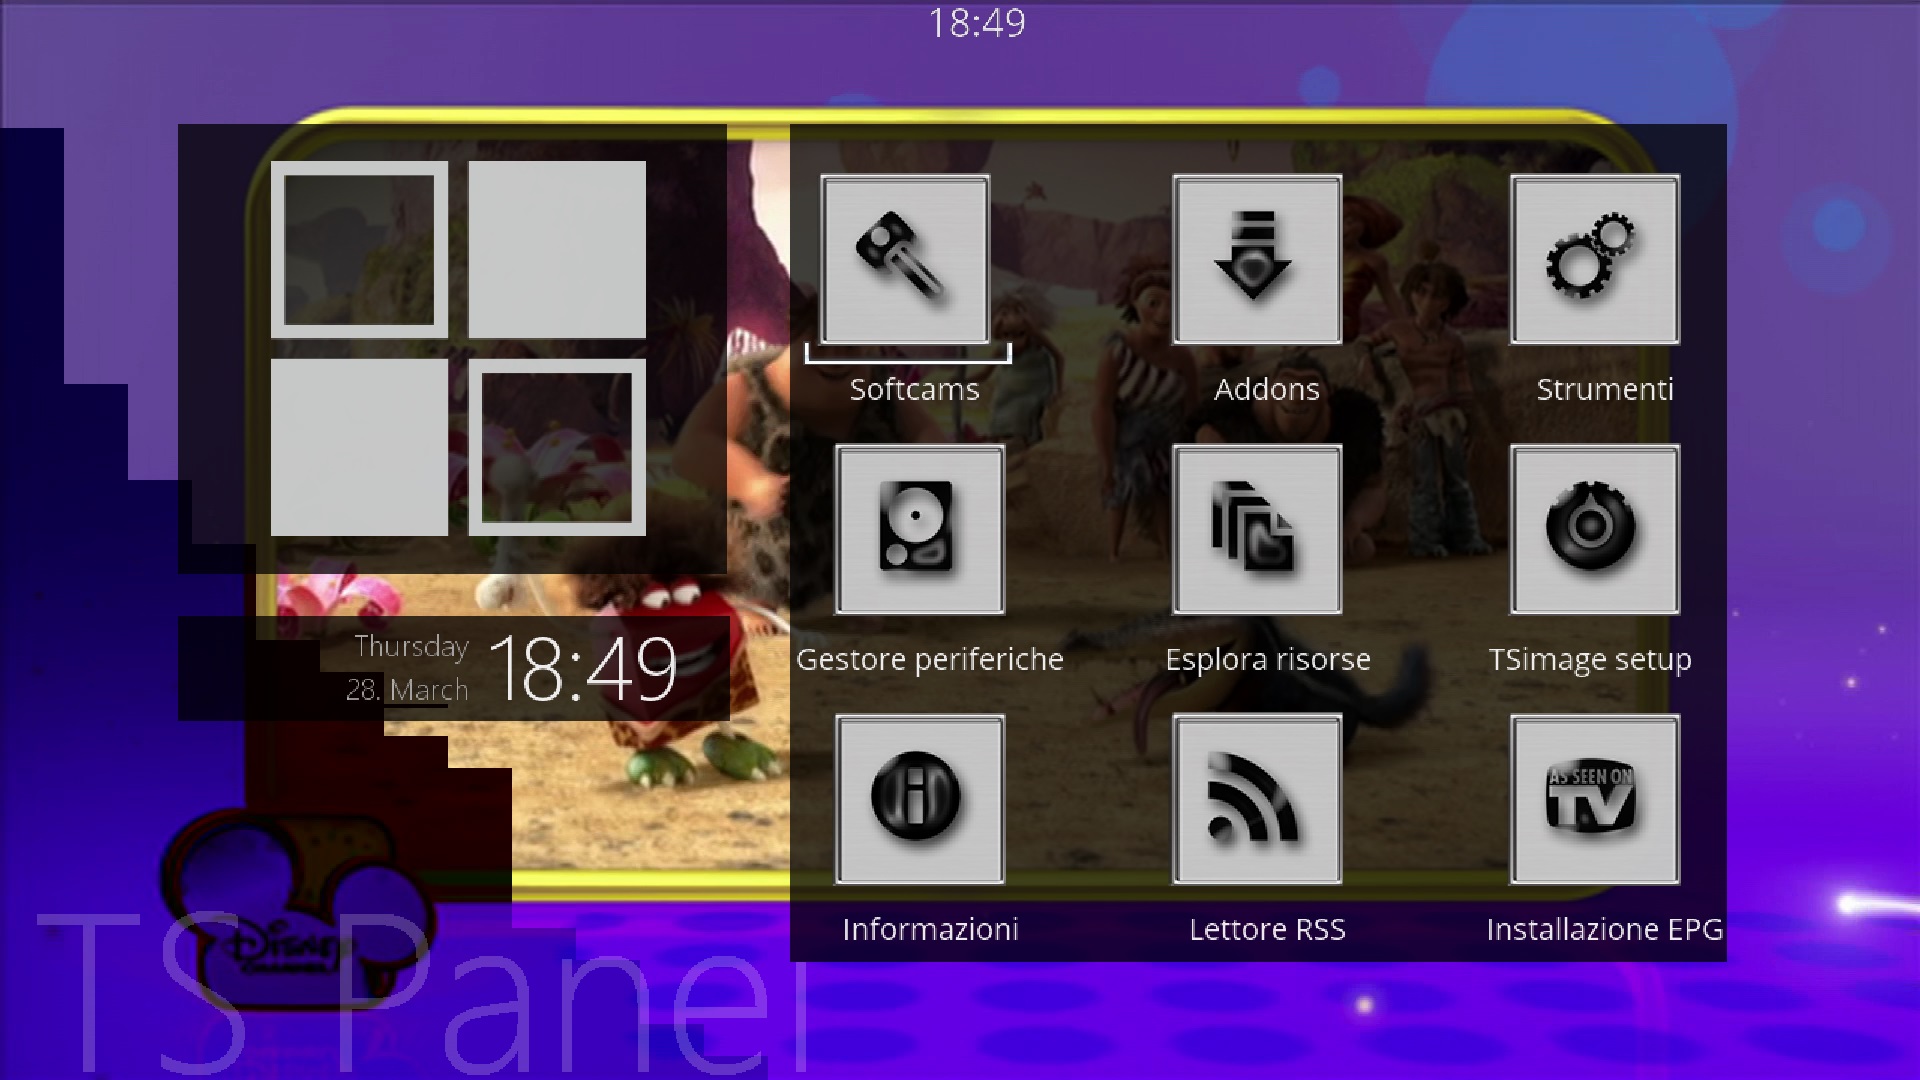 18:49
Softcams
Addons
Strumenti
Gestore periferiche
Esplora risorse
TSimage setup
Thursday
28. March
18:49
AS SEEN ON
TV
Informazioni
Lettore RSS
Installazione EPG
Disney
CHANNEL
TS Panel